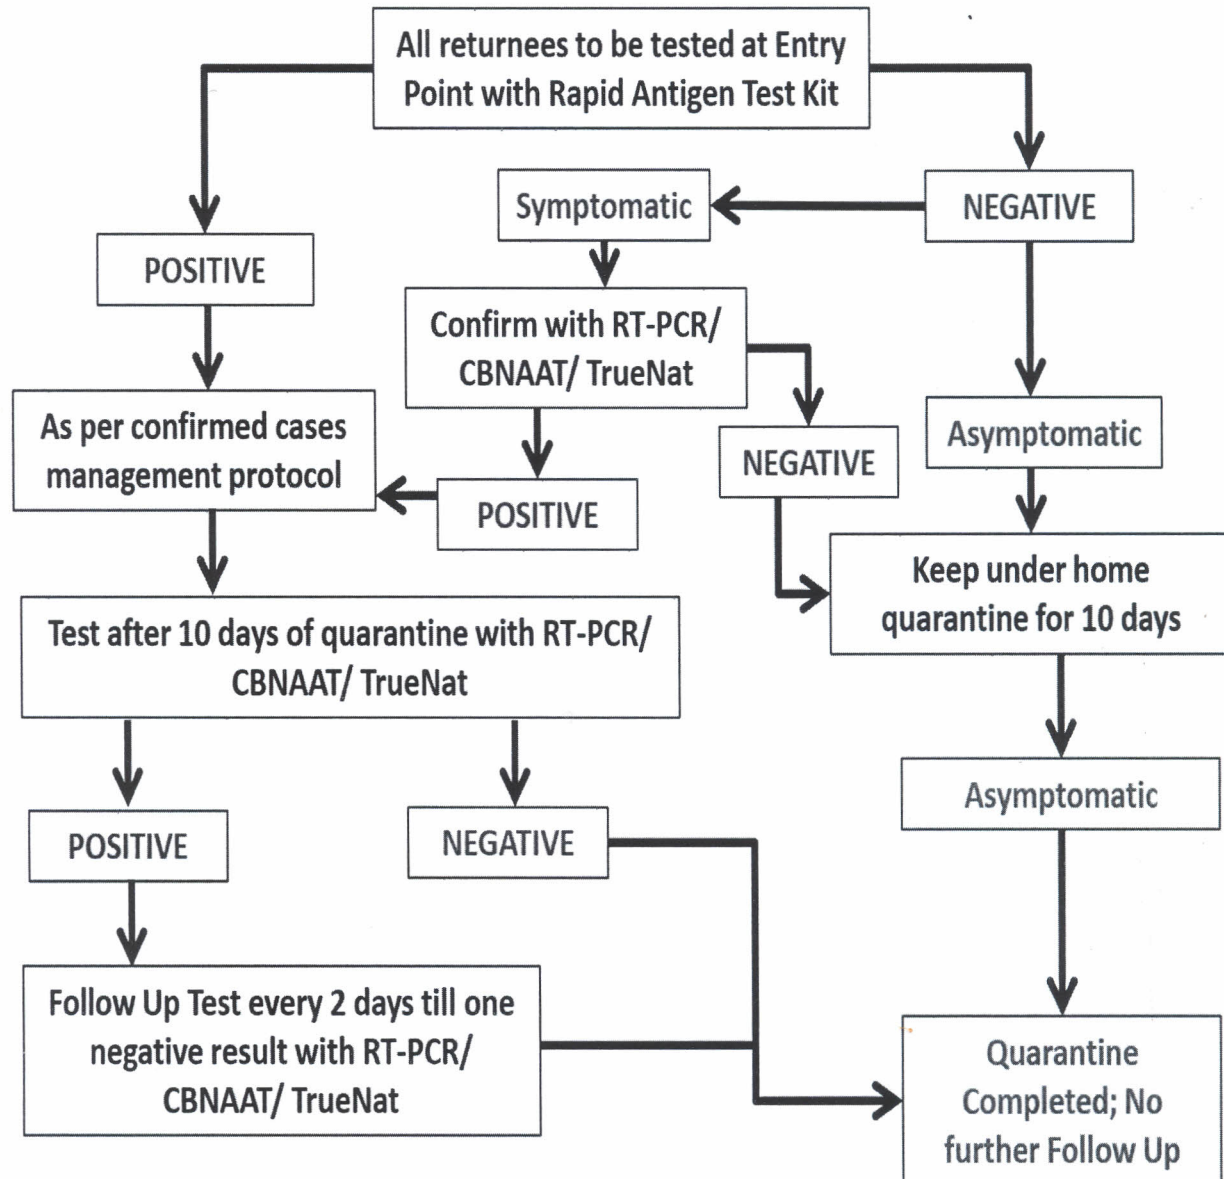 All returnees to be tested at Entry
Point with Rapid Antigen Test Kit
Symptomatic
NEGATIVE
POSITIVE
Confirm with RT-PCR/
CBNAAT/ TrueNat
As per confirmed cases
management protocol
NEGATIVE
Asymptomatic
POSITIVE
Keep under home
quarantine for 10 days
Test after 10 days of quarantine with RT-PCR/
CBNAAT/ TrueNat
Asymptomatic
POSITIVE
NEGATIVE
Follow Up Test every 2 days till one
negative result with RT-PCR/
CBNAAT/ TrueNat
Quarantine
Completed; No
further Follow Up